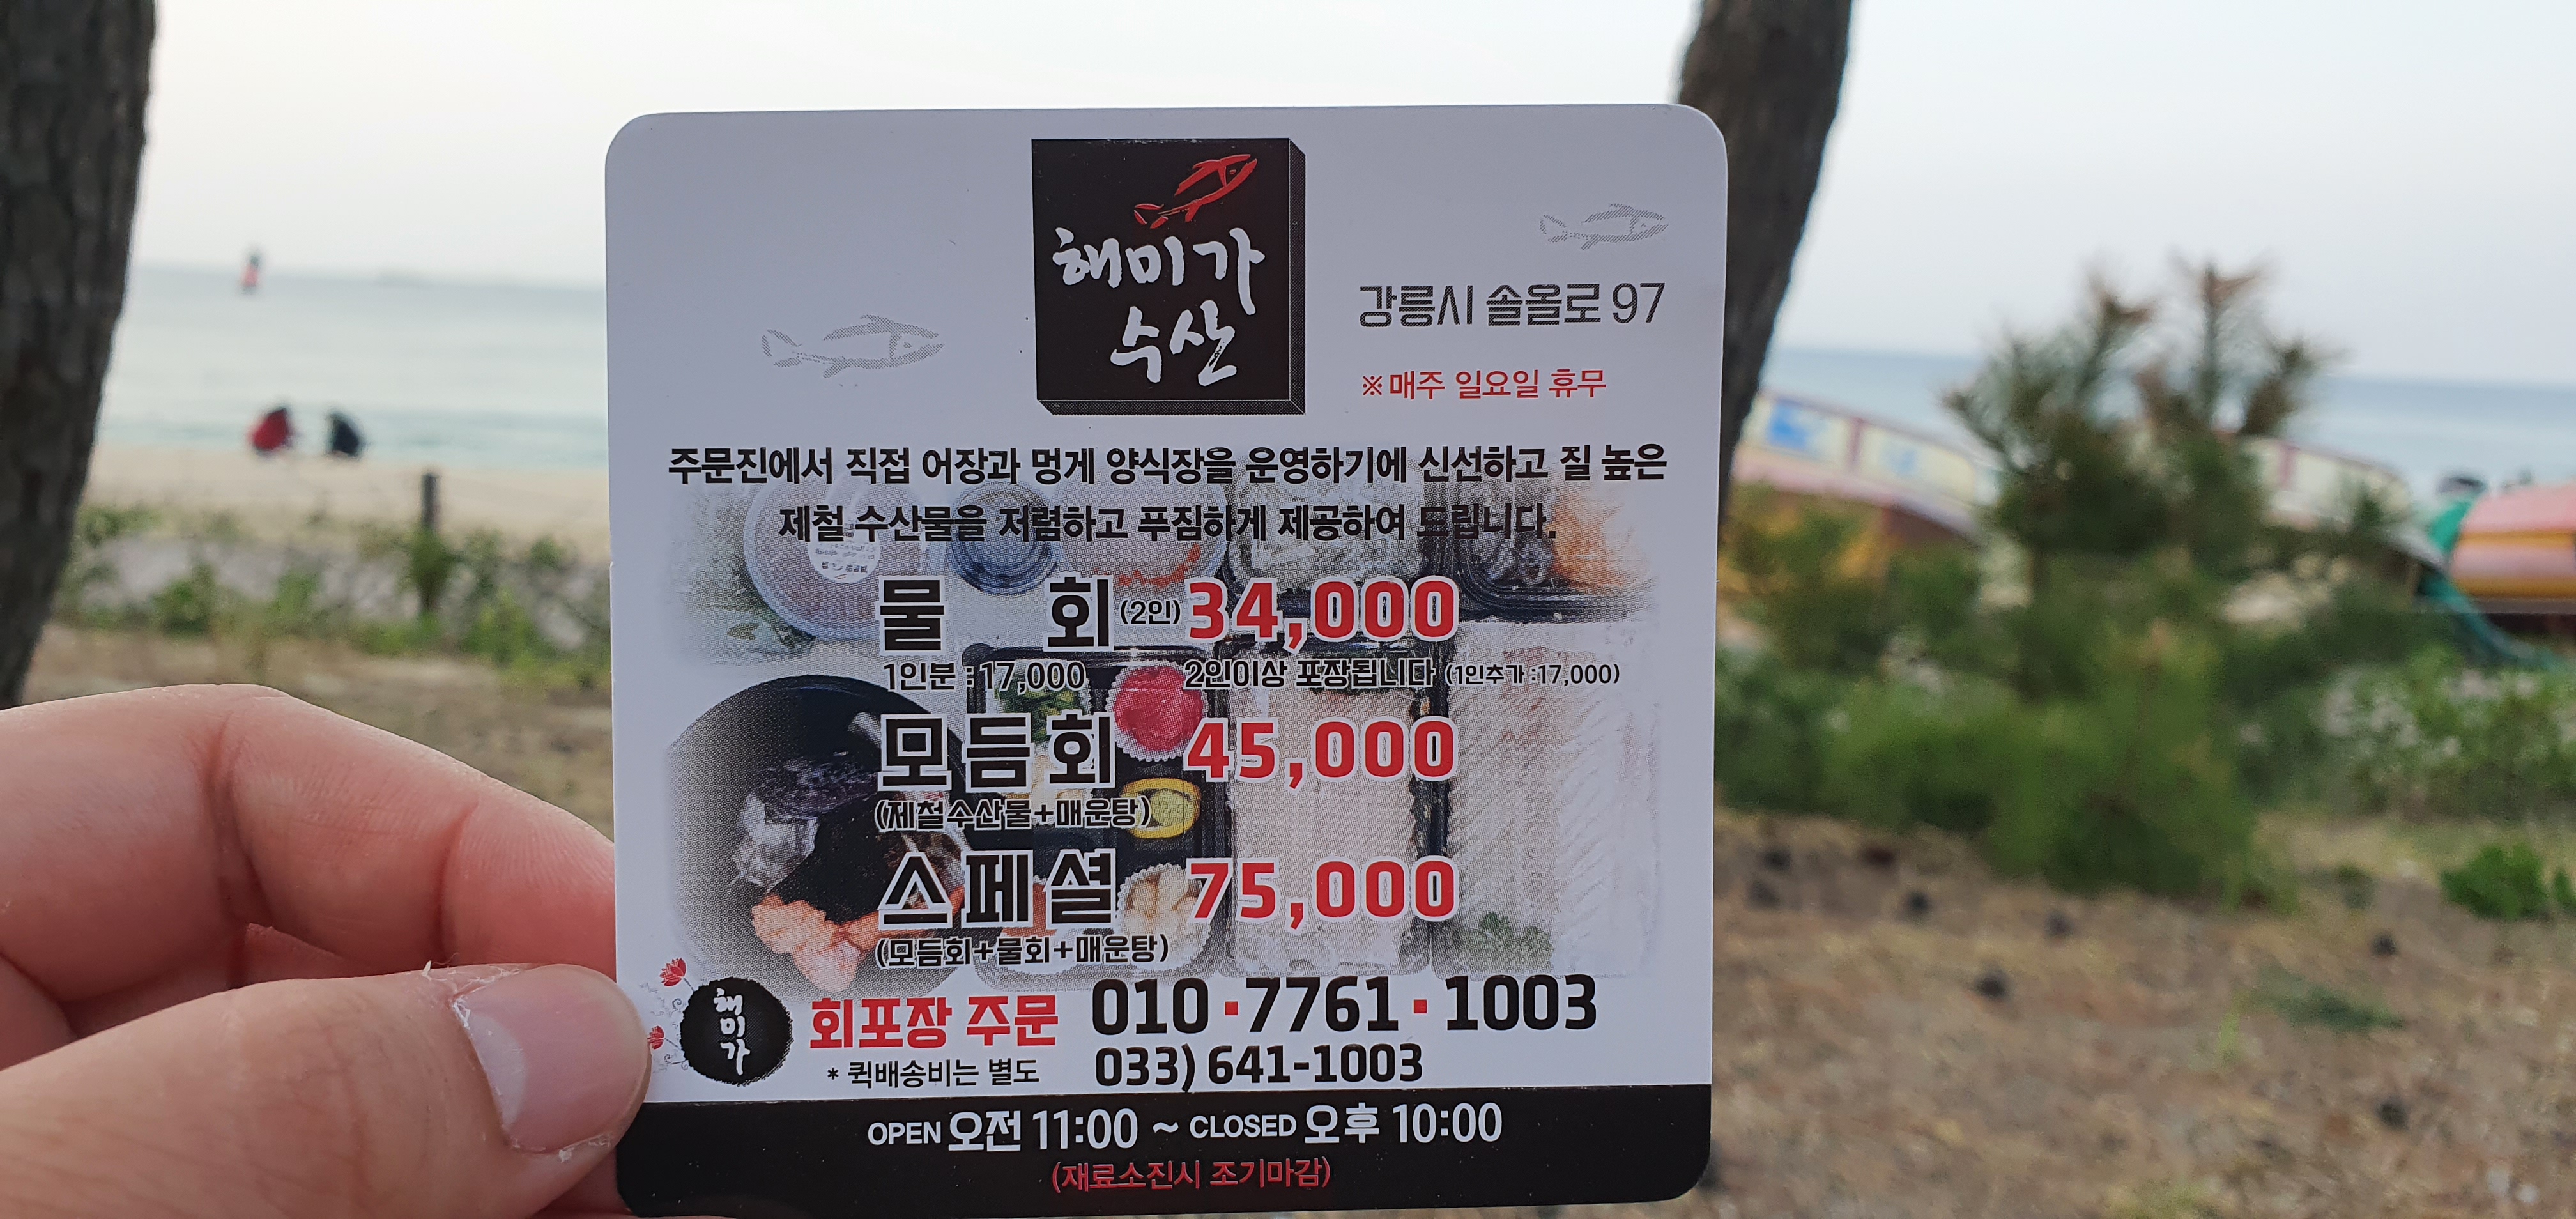 해미가
수산
강릉시 솔올로 97
※매주 일요일 휴무
주문진에서 직접 어장과 멍게 양식장을 운영하기에 신선하고 질 높은
제철 수산물을 저렴하고 푸짐하게 제공하여 드립니다.
물 회 (2인) 34,000
1인분 : 17,000 2인이상 포장됩니다 (1인추가 :17,000)
모듬회 45,000
(제철수산물+매운탕)
스페셜 75,000
(모듬회+물회+매운탕)
해미가
회포장 주문 010·7761·1003
* 퀵배송비는 별도 033) 641-1003
OPEN 오전 11:00 ~ CLOSED 오후 10:00
(재료소진시 조기마감)